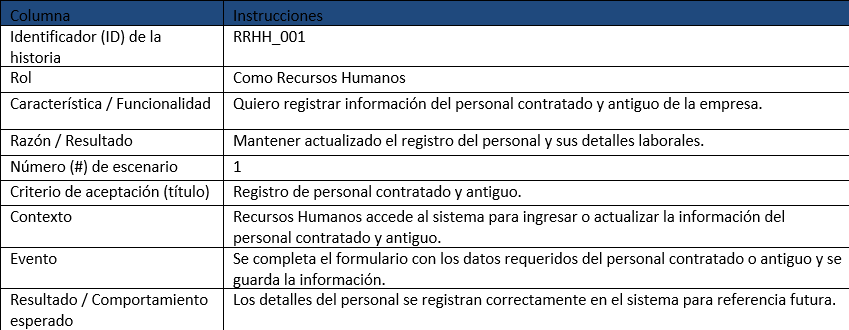 Columna Instrucciones
Identificador (ID) de la RRHH_001
historia
Rol Como Recursos Humanos
Característica / Funcionalidad Quiero registrar información del personal contratado y antiguo de la empresa.
Razón / Resultado Mantener actualizado el registro del personal y sus detalles laborales.
Número (#) de escenario 1
Criterio de aceptación (título) Registro de personal contratado y antiguo.
Contexto Recursos Humanos accede al sistema para ingresar o actualizar la información del
personal contratado y antiguo.
Evento Se completa el formulario con los datos requeridos del personal contratado o antiguo y se
guarda la información.
Resultado / Comportamiento Los detalles del personal se registran correctamente en el sistema para referencia futura.
esperado